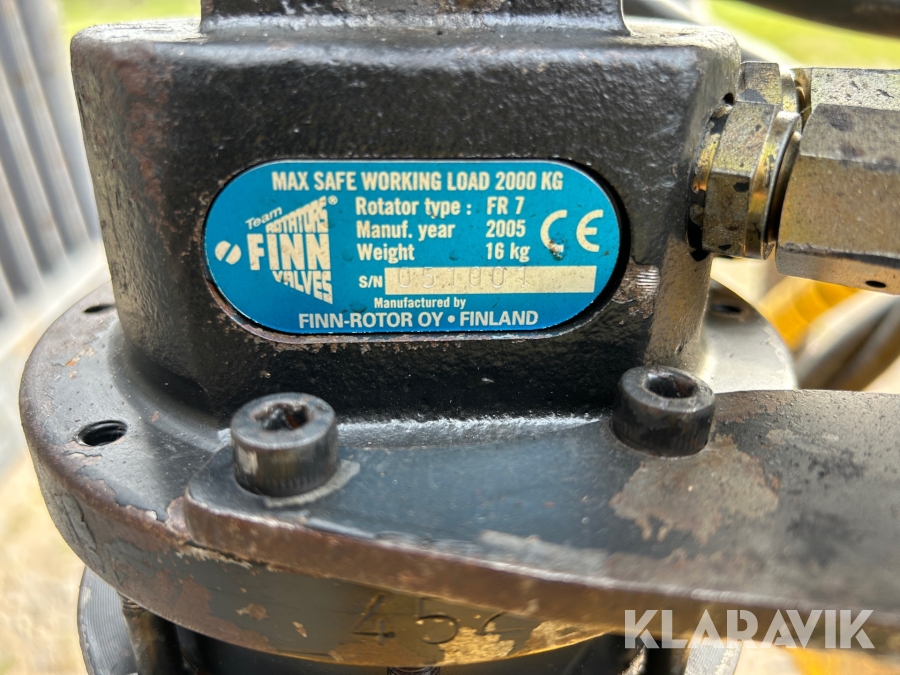 MAX SAFE WORKING LOAD 2000 KG
Team
ROTATORS®
FINN
VALVES
Rotator type : FR 7
Manuf. year 2005
Weight 16 kg
CE
S/N 051801
Manufactured by
FINN-ROTOR OY • FINLAND
KLARAVIK